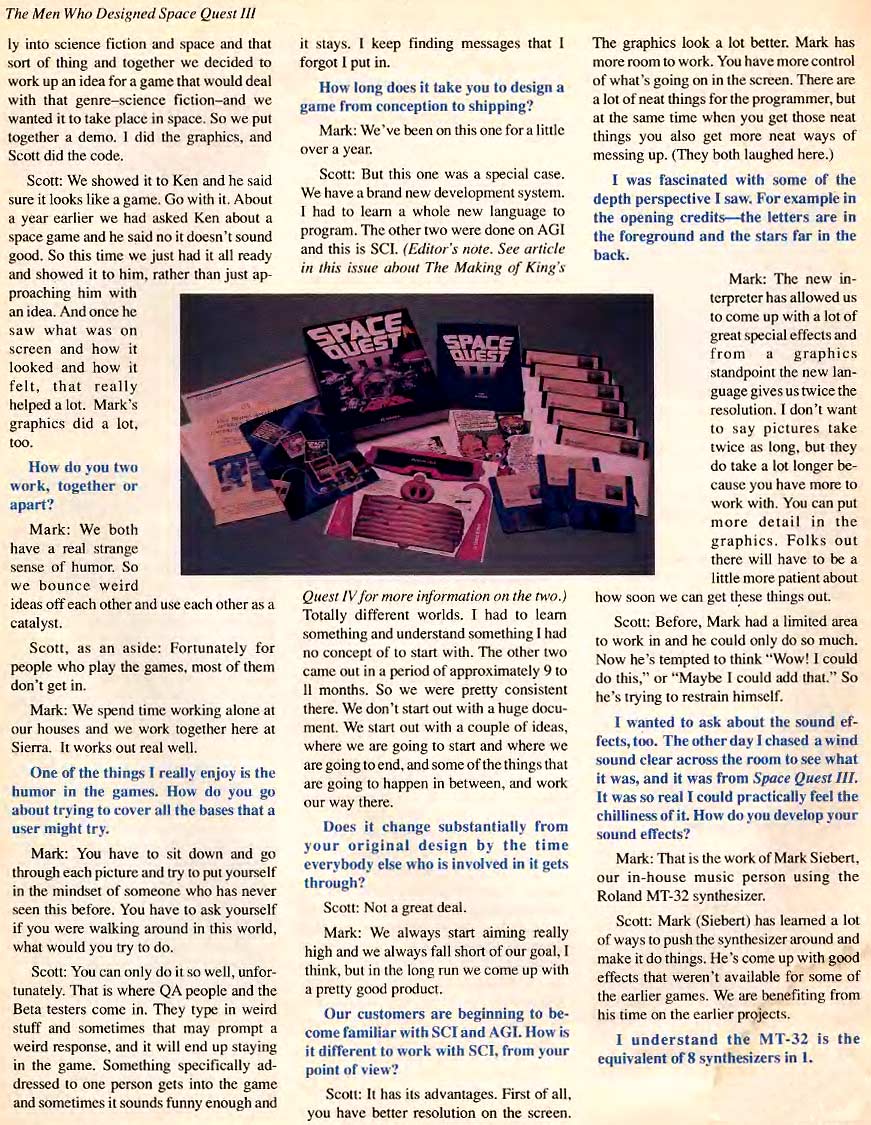 The Men Who Designed Space Quest III
ly into science fiction and space and that
sort of thing and together we decided to
work up an idea for a game that would deal
with that genre–science fiction–and we
wanted it to take place in space. So we put
together a demo. I did the graphics, and
Scott did the code.
Scott: We showed it to Ken and he said
sure it looks like a game. Go with it. About
a year earlier we had asked Ken about a
space game and he said no it doesn't sound
good. So this time we just had it all ready
and showed it to him, rather than just ap-
proaching him with
an idea. And once he
saw what was on
screen and how it
looked and how it
felt, that really
helped a lot. Mark's
graphics did a lot,
too.
How do you two
work, together or
apart?
Mark: We both
have a real strange
sense of humor. So
we bounce weird
ideas off each other and use each other as a
catalyst.
Scott, as an aside: Fortunately for
people who play the games, most of them
don't get in.
Mark: We spend time working alone at
our houses and we work together here at
Sierra. It works out real well.
One of the things I really enjoy is the
humor in the games. How do you go
about trying to cover all the bases that a
user might try.
Mark: You have to sit down and go
through each picture and try to put yourself
in the mindset of someone who has never
seen this before. You have to ask yourself
if you were walking around in this world,
what would you try to do.
Scott: You can only do it so well, unfor-
tunately. That is where QA people and the
Beta testers come in. They type in weird
stuff and sometimes that may prompt a
weird response, and it will end up staying
in the game. Something specifically ad-
dressed to one person gets into the game
and sometimes it sounds funny enough and
it stays. I keep finding messages that I
forgot I put in.
How long does it take you to design a
game from conception to shipping?
Mark: We've been on this one for a little
over a year.
Scott: But this one was a special case.
We have a brand new development system.
I had to learn a whole new language to
program. The other two were done on AGI
and this is SCI. (Editor's note. See article
in this issue about The Making of King's
SPACE
QUEST
III
SPACE
QUEST
III
Quest IV for more information on the two.)
Totally different worlds. I had to learn
something and understand something I had
no concept of to start with. The other two
came out in a period of approximately 9 to
11 months. So we were pretty consistent
there. We don't start out with a huge docu-
ment. We start out with a couple of ideas,
where we are going to start and where we
are going to end, and some of the things that
are going to happen in between, and work
our way there.
Does it change substantially from
your original design by the time
everybody else who is involved in it gets
through?
Scott: Not a great deal.
Mark: We always start aiming really
high and we always fall short of our goal, I
think, but in the long run we come up with
a pretty good product.
Our customers are beginning to be-
come familiar with SCI and AGI. How is
it different to work with SCI, from your
point of view?
Scott: It has its advantages. First of all,
you have better resolution on the screen.
The graphics look a lot better. Mark has
more room to work. You have more control
of what's going on in the screen. There are
a lot of neat things for the programmer, but
at the same time when you get those neat
things you also get more neat ways of
messing up. (They both laughed here.)
I was fascinated with some of the
depth perspective I saw. For example in
the opening credits—the letters are in
the foreground and the stars far in the
back.
Mark: The new in-
terpreter has allowed us
to come up with a lot of
great special effects and
from a graphics
standpoint the new lan-
guage gives us twice the
resolution. I don't want
to say pictures take
twice as long, but they
do take a lot longer be-
cause you have more to
work with. You can put
more detail in the
graphics. Folks out
there will have to be a
little more patient about
how soon we can get these things out.
Scott: Before, Mark had a limited area
to work in and he could only do so much.
Now he's tempted to think "Wow! I could
do this," or "Maybe I could add that." So
he's trying to restrain himself.
I wanted to ask about the sound ef-
fects, too. The other day I chased a wind
sound clear across the room to see what
it was, and it was from Space Quest III.
It was so real I could practically feel the
chilliness of it. How do you develop your
sound effects?
Mark: That is the work of Mark Siebert,
our in-house music person using the
Roland MT-32 synthesizer.
Scott: Mark (Siebert) has learned a lot
of ways to push the synthesizer around and
make it do things. He's come up with good
effects that weren't available for some of
the earlier games. We are benefiting from
his time on the earlier projects.
I understand the MT-32 is the
equivalent of 8 synthesizers in 1.